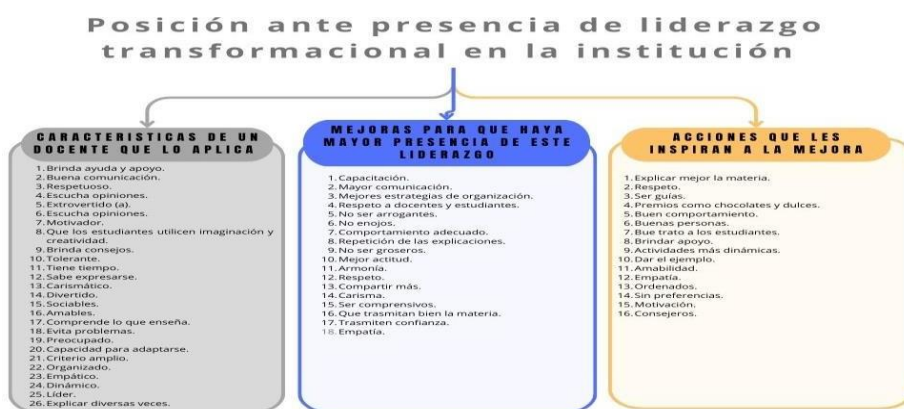 Posición ante presencia de liderazgo
transformacional en la institución
CARACTERISTICAS DE UN
DOCENTE QUE LO APLICA
1. Brinda ayuda y apoyo.
2. Buena comunicación.
3. Respetuoso.
4. Escucha opiniones.
5. Extrovertido (a).
6. Escucha opiniones.
7. Motivador.
8. Que los estudiantes utilicen imaginación y
creatividad.
9. Brinda consejos.
10. Tolerante.
11. Tiene tiempo.
12. Sabe expresarse.
13. Carismático.
14. Divertido.
15. Sociables.
16. Amables.
17. Comprende lo que enseña.
18. Evita problemas.
19. Preocupado.
20. Capacidad para adaptarse.
21. Criterio amplio.
22. Organizado.
23. Empático.
24. Dinámico.
25. Líder.
26. Explicar diversas veces.
MEJORAS PARA QUE HAYA
MAYOR PRESENCIA DE ESTE
LIDERAZGO
1. Capacitación.
2. Mayor comunicación.
3. Mejores estrategias de organización.
4. Respeto a docentes y estudiantes.
5. No ser arrogantes.
6. No enojos.
7. Comportamiento adecuado.
8. Repetición de las explicaciones.
9. No ser groseros.
10. Mejor actitud.
11. Armonía.
12. Respeto.
13. Compartir más.
14. Carisma.
15. Ser comprensivos.
16. Que trasmitan bien la materia.
17. Trasmiten confianza.
18. Empatía.
ACCIONES QUE LES
INSPIRAN A LA MEJORA
1. Explicar mejor la materia.
2. Respeto.
3. Ser guías.
4. Premios como chocolates y dulces.
5. Buen comportamiento.
6. Buenas personas.
7. Bue trato a los estudiantes.
8. Brindar apoyo.
9. Actividades más dinámicas.
10. Dar el ejemplo.
11. Amabilidad.
12. Empatía.
13. Ordenados.
14. Sin preferencias.
15. Motivación.
16. Consejeros.